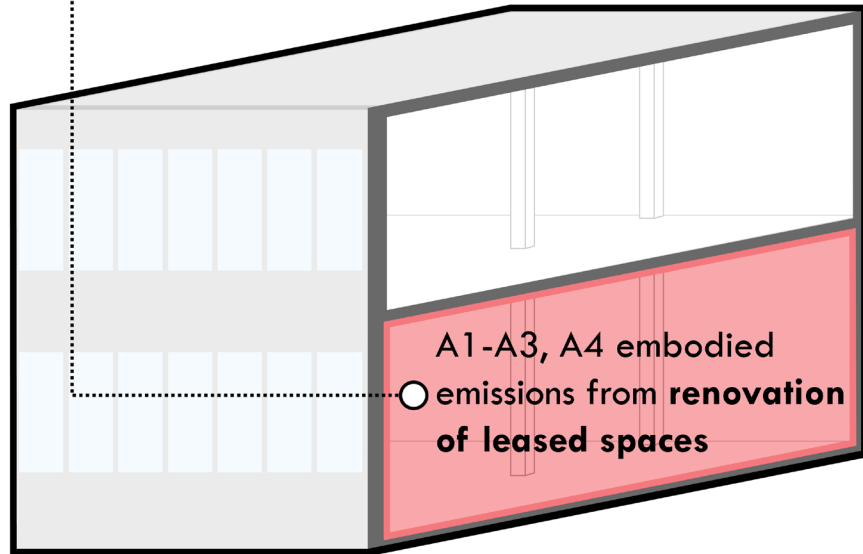 A1-A3, A4 embodied
emissions from renovation
of leased spaces